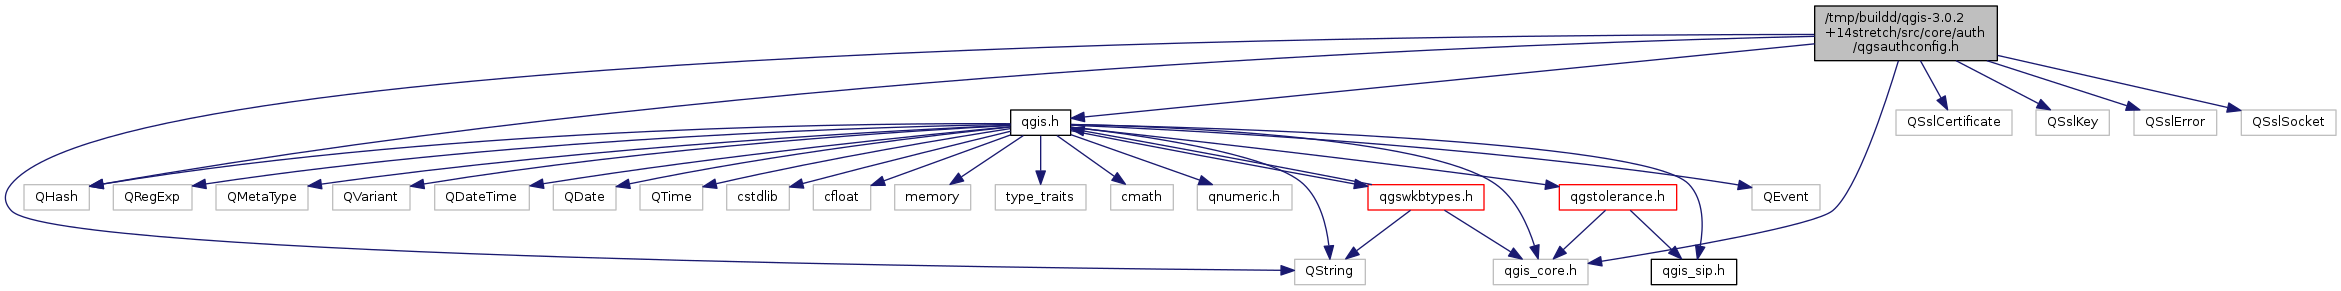 /tmp/buildd/qgis-3.0.2
+14stretch/src/core/auth
/qgsauthconfig.h
qgis.h
QSslCertificate
QSslKey
QSslError
QSslSocket
QHash
QRegExp
QMetaType
QVariant
QDateTime
QDate
QTime
cstdlib
cfloat
memory
type_traits
cmath
qnumeric.h
qgswkbtypes.h
qgstolerance.h
QEvent
QString
qgis_core.h
qgis_sip.h